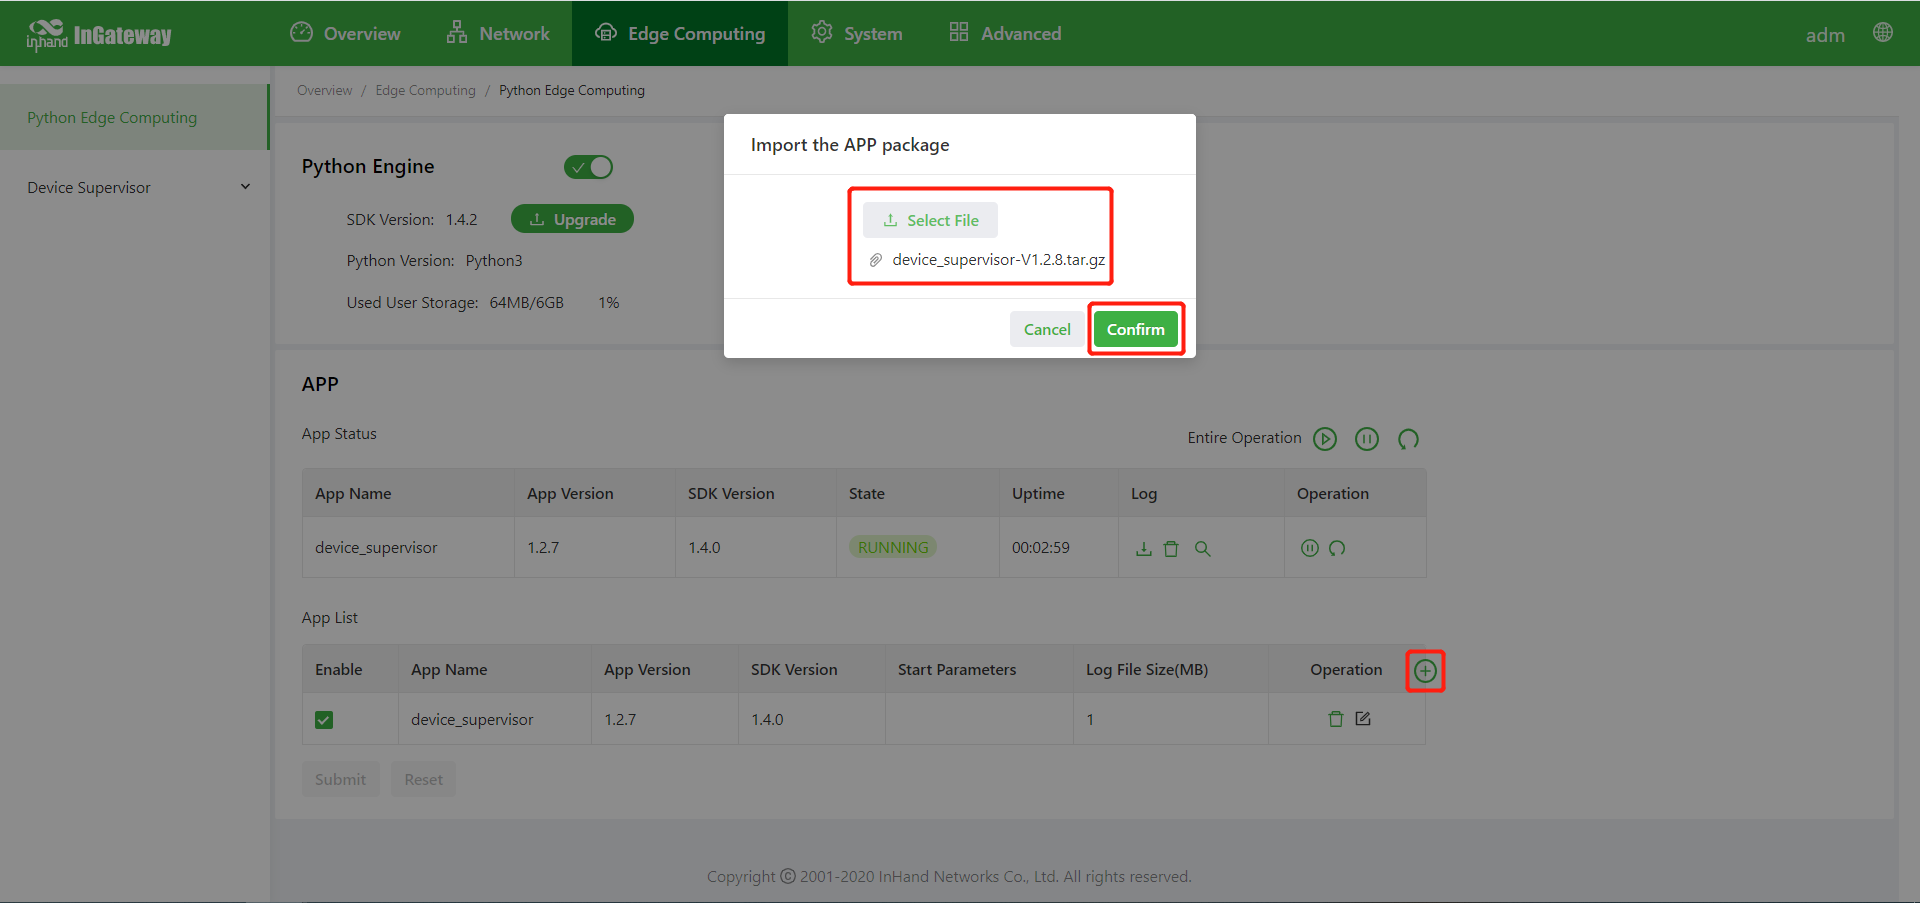 inhand InGateway Overview Network Edge Computing System Advanced adm
Python Edge Computing
Device Supervisor
Overview / Edge Computing / Python Edge Computing
Python Engine
SDK Version: 1.4.2 Upgrade
Python Version: Python3
Used User Storage: 64MB/6GB 1%
Import the APP package
Select File
device_supervisor-V1.2.8.tar.gz
Cancel Confirm
APP
App Status Entire Operation
App Name App Version SDK Version State Uptime Log Operation
device_supervisor 1.2.7 1.4.0 RUNNING 00:02:59
App List
Enable App Name App Version SDK Version Start Parameters Log File Size(MB) Operation
device_supervisor 1.2.7 1.4.0 1
Submit Reset
Copyright © 2001-2020 InHand Networks Co., Ltd. All rights reserved.